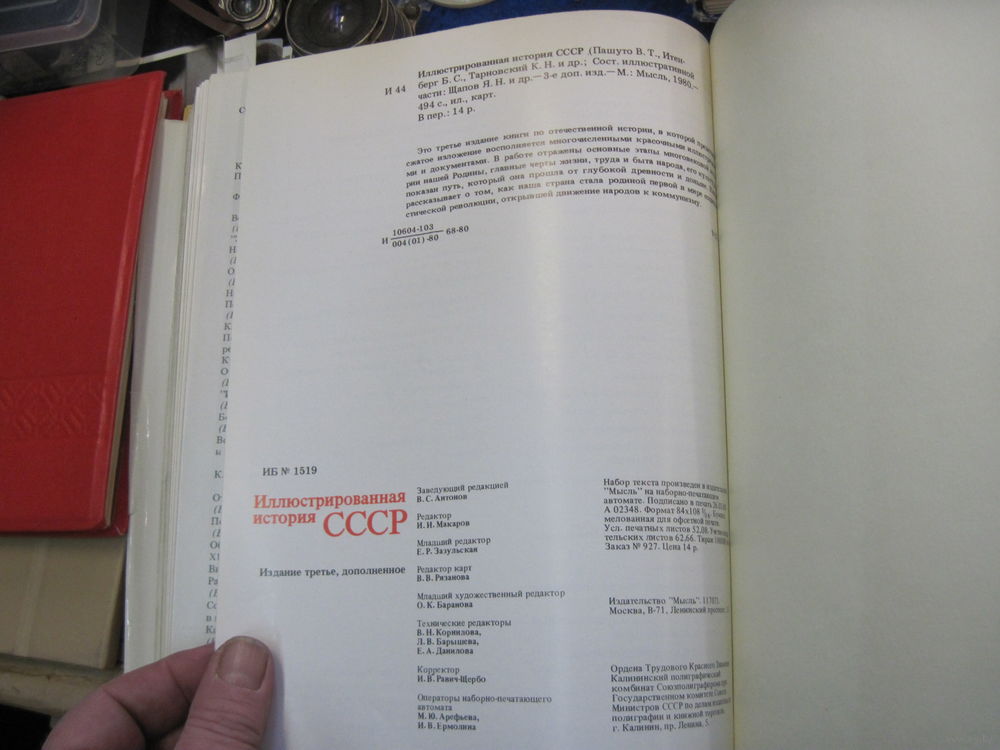 И 44
Иллюстрированная история СССР (Пашуто В. Т., Итен-
берг Б. С., Тарновский К. Н. и др.; Сост. иллюстративной
части: Щапов Я. Н. и др.—3-е доп. изд.—М.: Мысль, 1980.—
494 с., ил., карт.
В пер.: 14 р.
Это третье издание книги по отечественной истории, в которой
сжатое изложение восполняется многочисленными красочными
ми и документами. В работе отражены основные этапы многовековой
рии нашей Родины, главные черты жизни, труда и быта народа, его
показан путь, который она прошла от глубокой древности и до
рассказывает о том, как наша страна стала родиной первой в мире
стической революции, открывшей движение народов к коммунизму.
И 10604-103
004(01)-80 68-80
ИБ № 1519
Иллюстрированная
история СССР
Издание третье, дополненное
Заведующий редакцией
В. С. Антонов
Редактор
И. И. Макаров
Младший редактор
Е. Р. Зазульская
Редактор карт
В. В. Рязанова
Младший художественный редактор
О. К. Баранова
Технические редакторы
В. Н. Корнилова,
Л. В. Барышева,
Е. А. Данилова
Корректор
И. В. Равич-Щербо
Операторы наборно-печатающего
автомата
М. Ю. Арефьева,
И. В. Ермолина
Набор текста произведен в издательстве
"Мысль" на наборно-печатающем
автомате. Подписано в печать
А 02348. Формат 84х108
мелованная для офсетной печати.
Усл. печатных листов 52,08.
тельских листов 62,66. Тираж
Заказ № 927. Цена 14 р.
Издательство "Мысль".
Москва, В-71, Ленинский проспект,
Ордена Трудового Красного Знамени
Калининский полиграфический
комбинат Союзполиграфпрома при
Государственном комитете Совета
Министров СССР по делам издательств,
полиграфии и книжной торговли.
г. Калинин, пр. Ленина, 5.